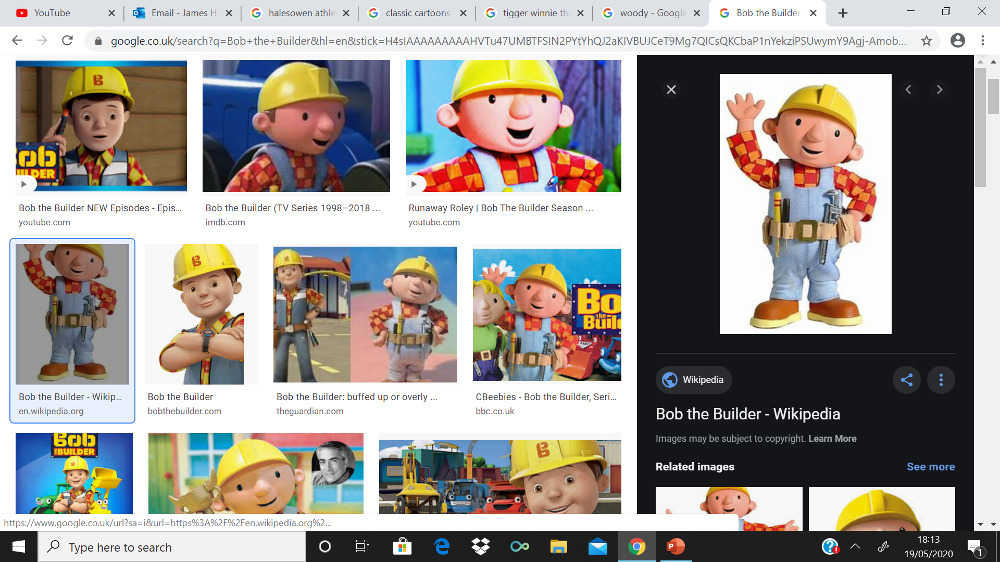 YouTube
Email - James H
halesowen athle
classic cartoons
tigger winnie the
woody - Google
Bob the Builder
google.co.uk/search?q=Bob+the+Builder&hl=en&stick=H4sIAAAAAAAAAHVTu47UMBTFSIN2PYtYhQJ2aKIVBUJCeT9Mg7QICsQKCbaP1nYekziPSUwymY9Agj-Amob...
B
Bob
BUILDER
Bob the Builder NEW Episodes - Epis...
youtube.com
Bob the Builder (TV Series 1998–2018 ...
imdb.com
Runaway Roley | Bob The Builder Season ...
youtube.com
B
Bo
the
Buil
Bob the Builder - Wikip...
en.wikipedia.org
Bob the Builder
bobthebuilder.com
Bob the Builder: buffed up or overly ...
theguardian.com
CBeebies - Bob the Builder, Seri...
bbc.co.uk
Bob
THE BUILDER
B
Wikipedia
Bob the Builder - Wikipedia
Images may be subject to copyright. Learn More
Related images
See more
https://www.google.co.uk/url?sa=i&url=https%3A%2F%2Fen.wikipedia.org%2...
Type here to search
18:13
19/05/2020
1